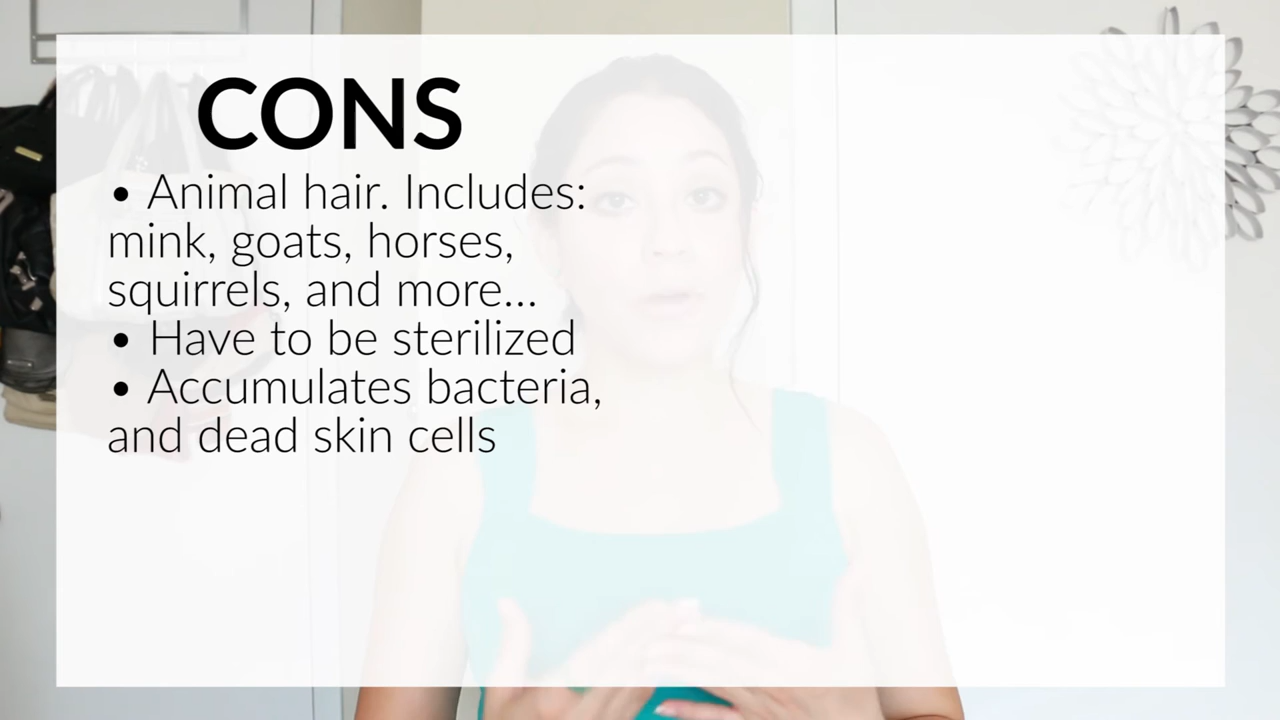 CONS
• Animal hair. Includes:
mink, goats, horses,
squirrels, and more...
• Have to be sterilized
• Accumulates bacteria,
and dead skin cells